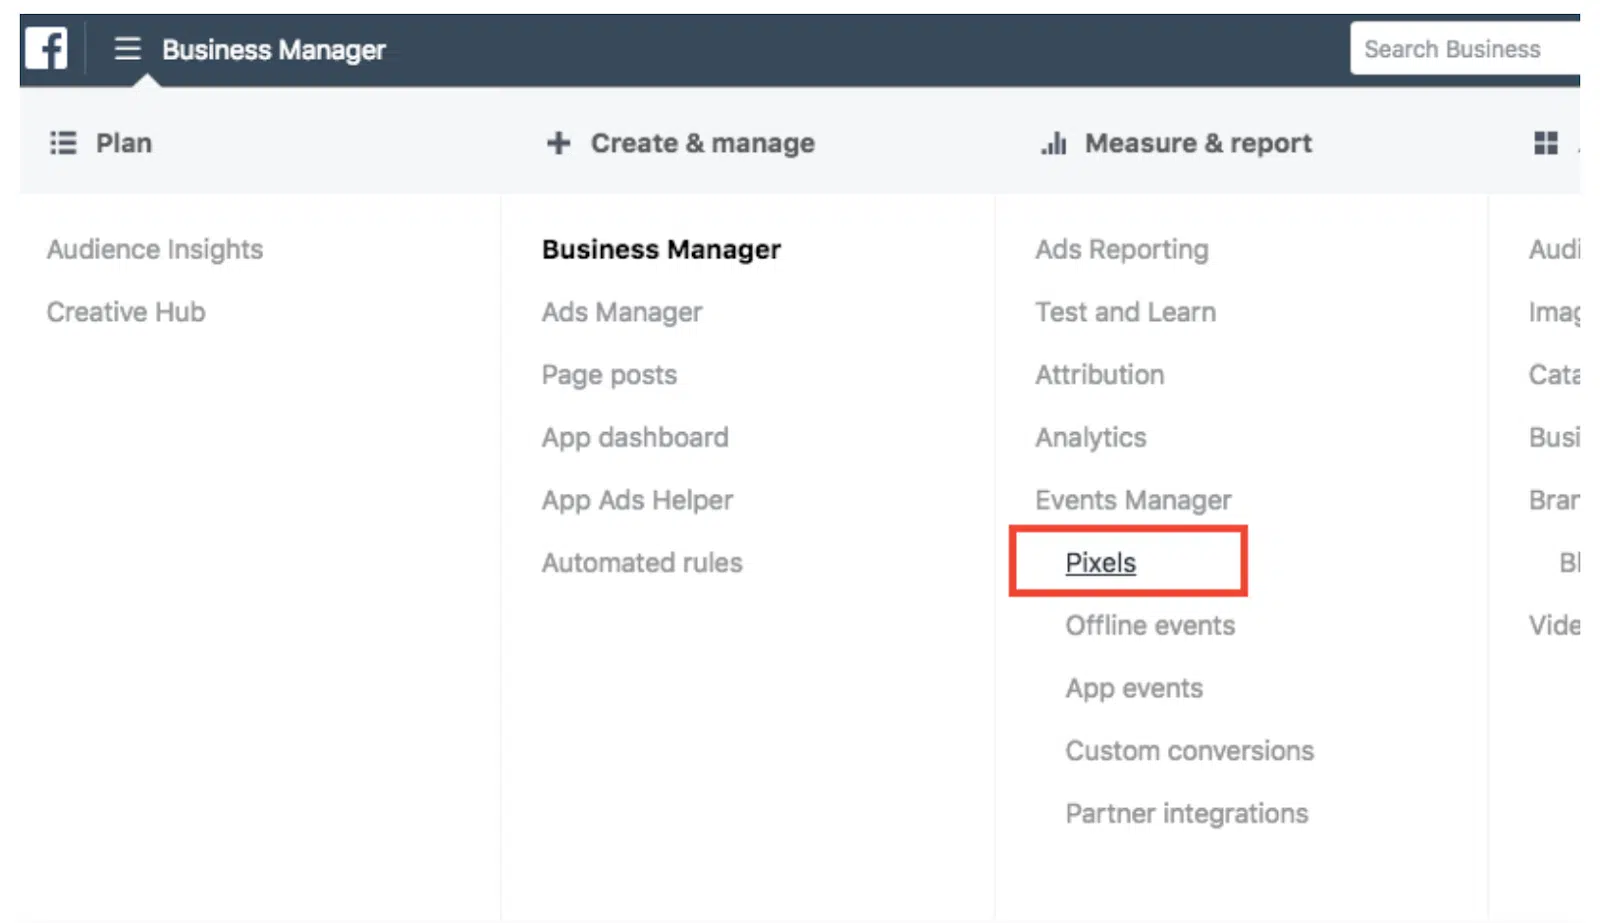 Business Manager
Search Business
Plan
Audience Insights
Creative Hub
Create & manage
Business Manager
Ads Manager
Page posts
App dashboard
App Ads Helper
Automated rules
Measure & report
Ads Reporting
Test and Learn
Attribution
Analytics
Events Manager
Pixels
Offline events
App events
Custom conversions
Partner integrations
Audi
Imag
Cata
Busi
Bran
Vide